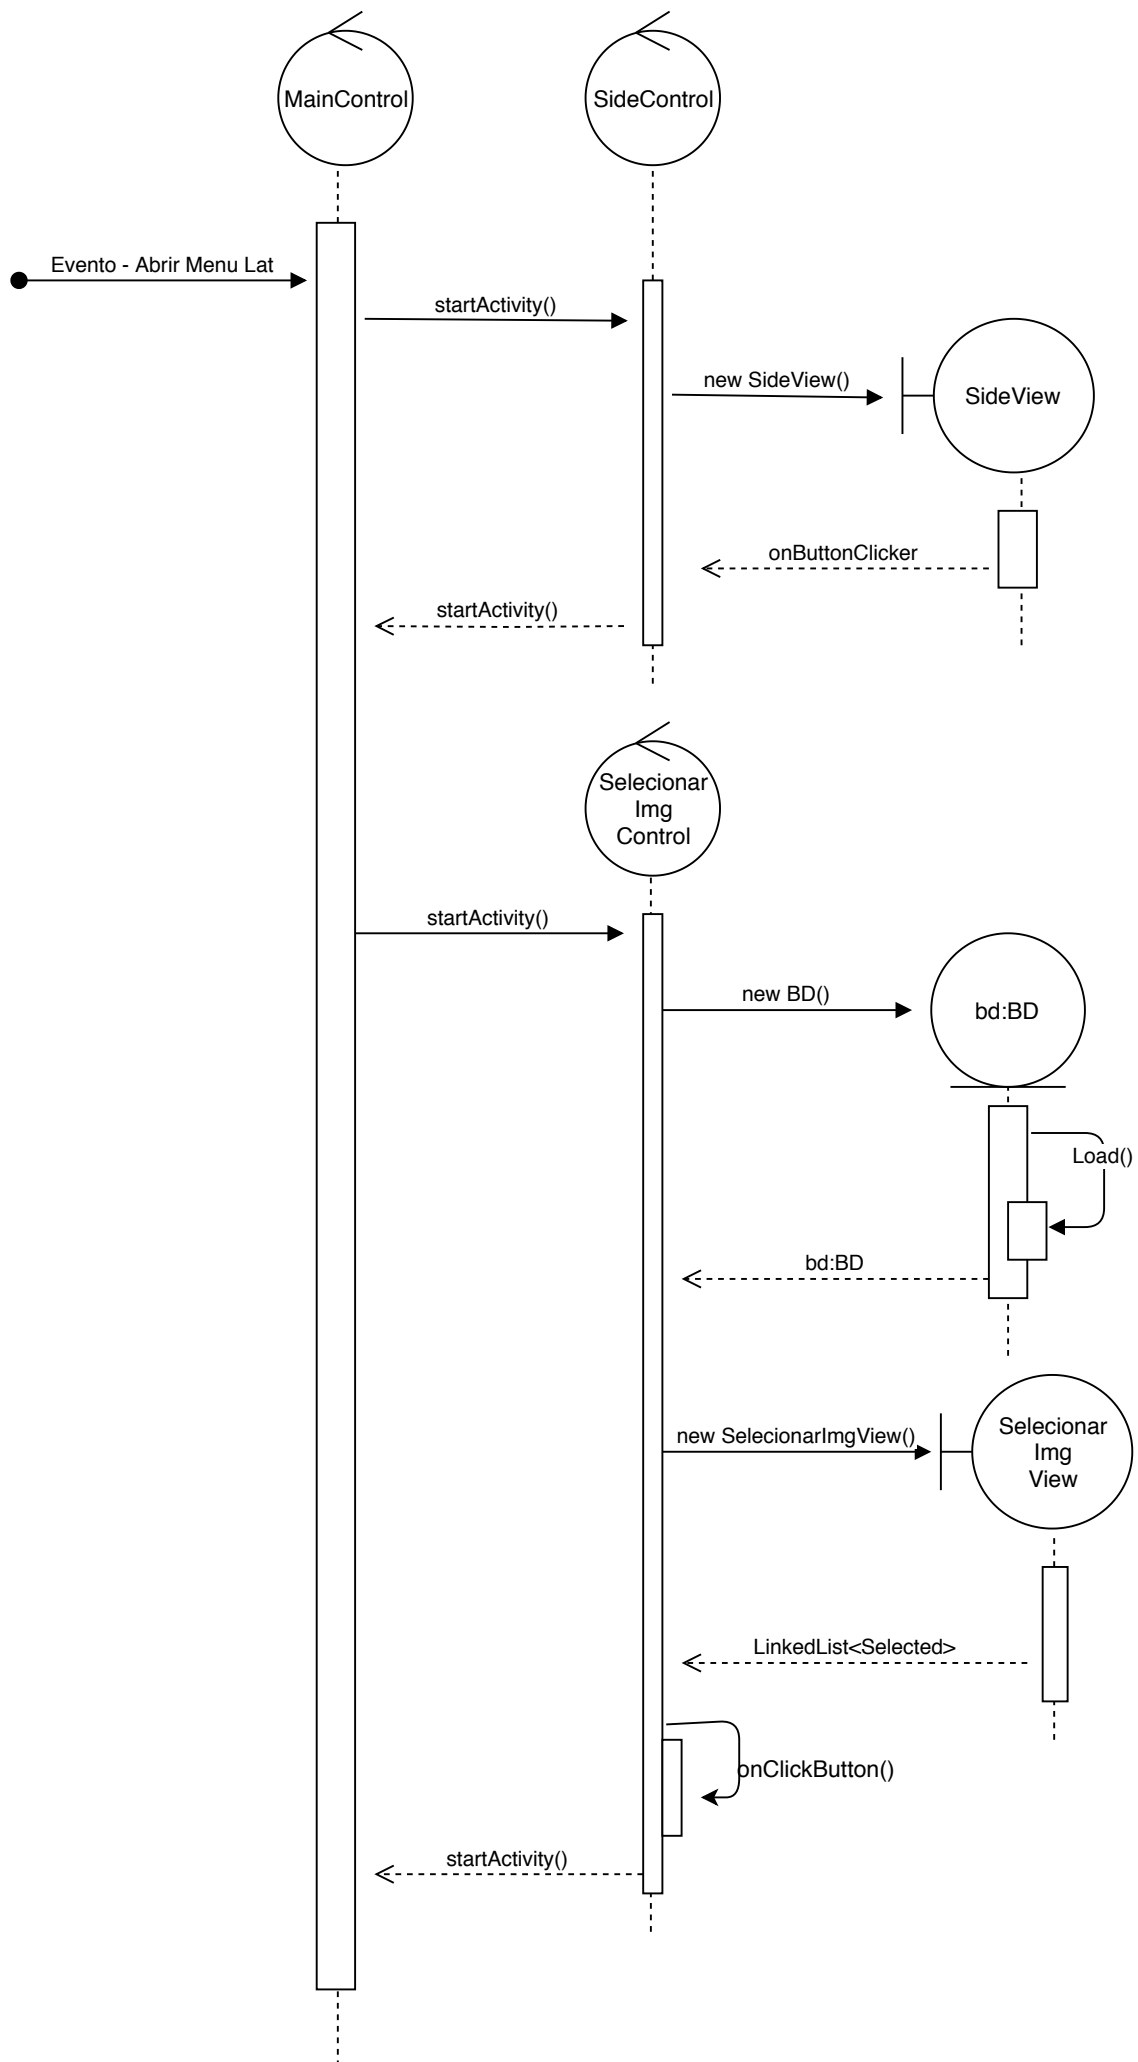 MainControl
SideControl
Evento - Abrir Menu Lat
startActivity()
new SideView()
SideView
onButtonClicker
startActivity()
Selecionar
Img
Control
startActivity()
new BD()
bd:BD
Load()
bd:BD
new SelecionarImgView()
Selecionar
Img
View
LinkedList<Selected>
onClickButton()
startActivity()